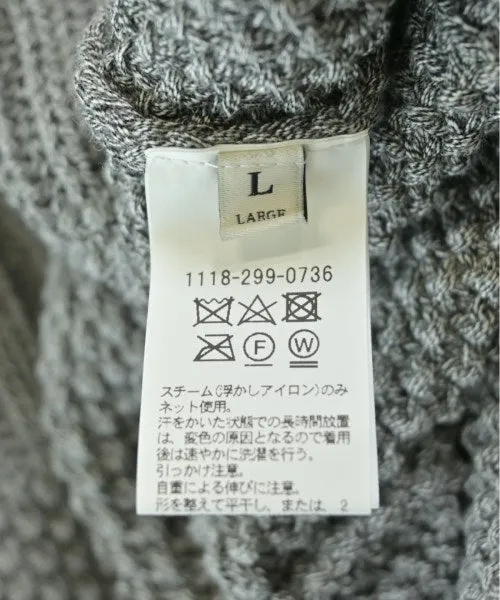 L
LARGE
1118-299-0736
F W
スチーム(浮かしアイロン)のみ
ネット使用。
汗をかいた状態での長時間放置
は、変色の原因となるので着用
後は速やかに洗濯を行う。
引っかけ注意。
自重による伸びに注意。
形を整えて平干し、または、2